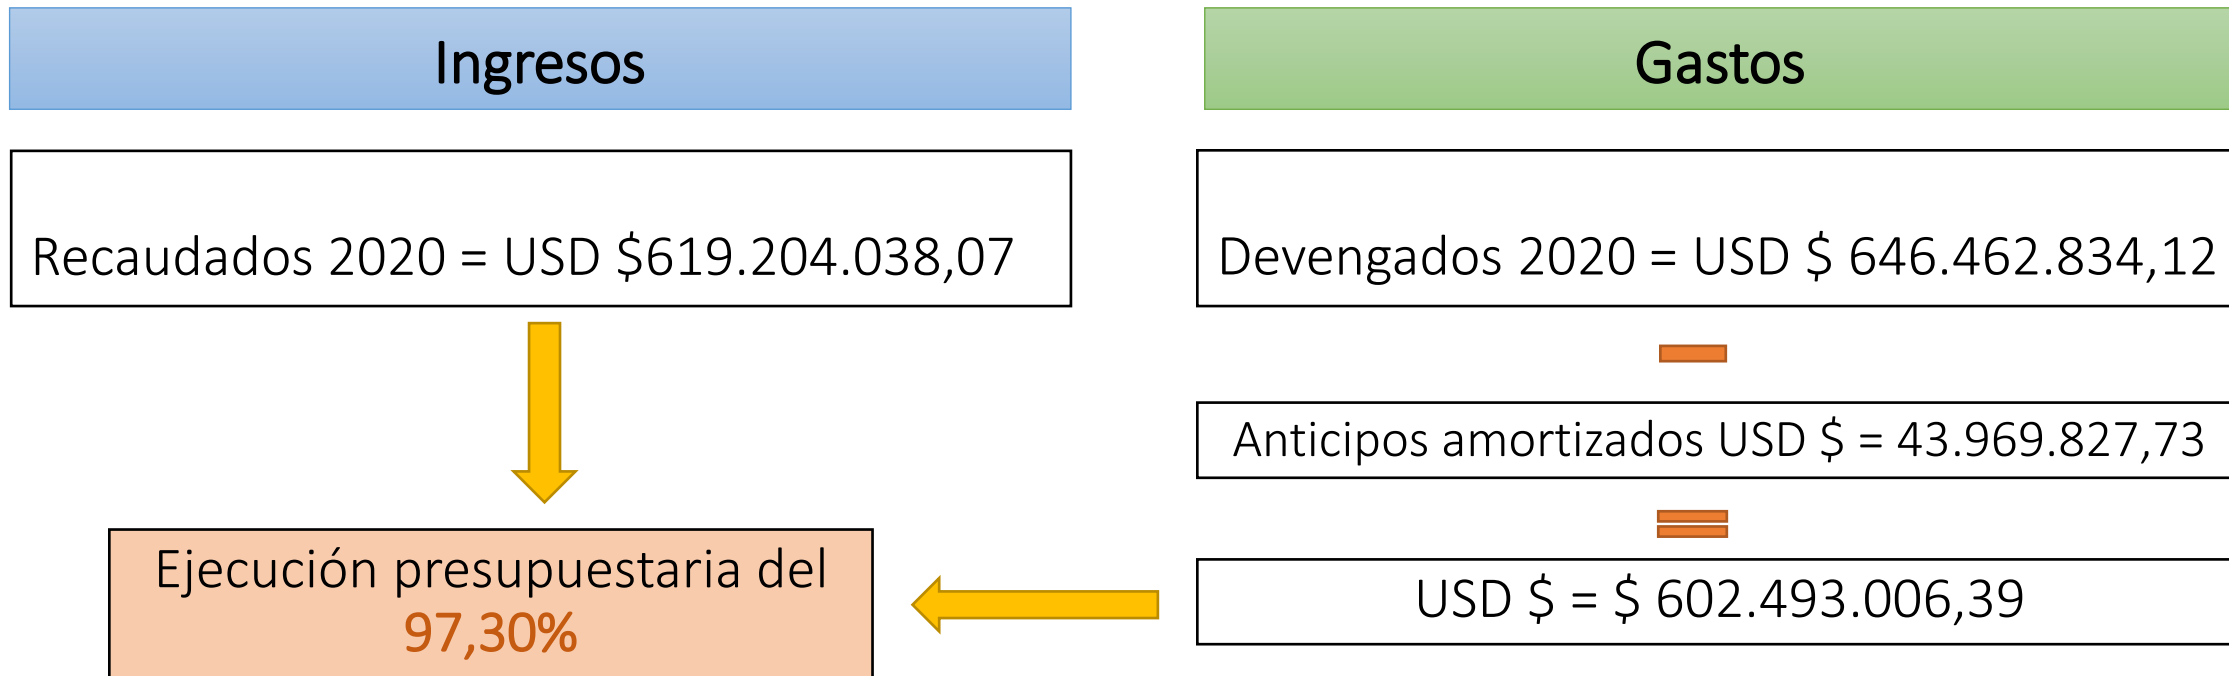 Ingresos
Gastos
Recaudados 2020 = USD $619.204.038,07
Devengados 2020 = USD $ 646.462.834,12
Anticipos amortizados USD $ = 43.969.827,73
Ejecución presupuestaria del
97,30%
USD $ = $ 602.493.006,39